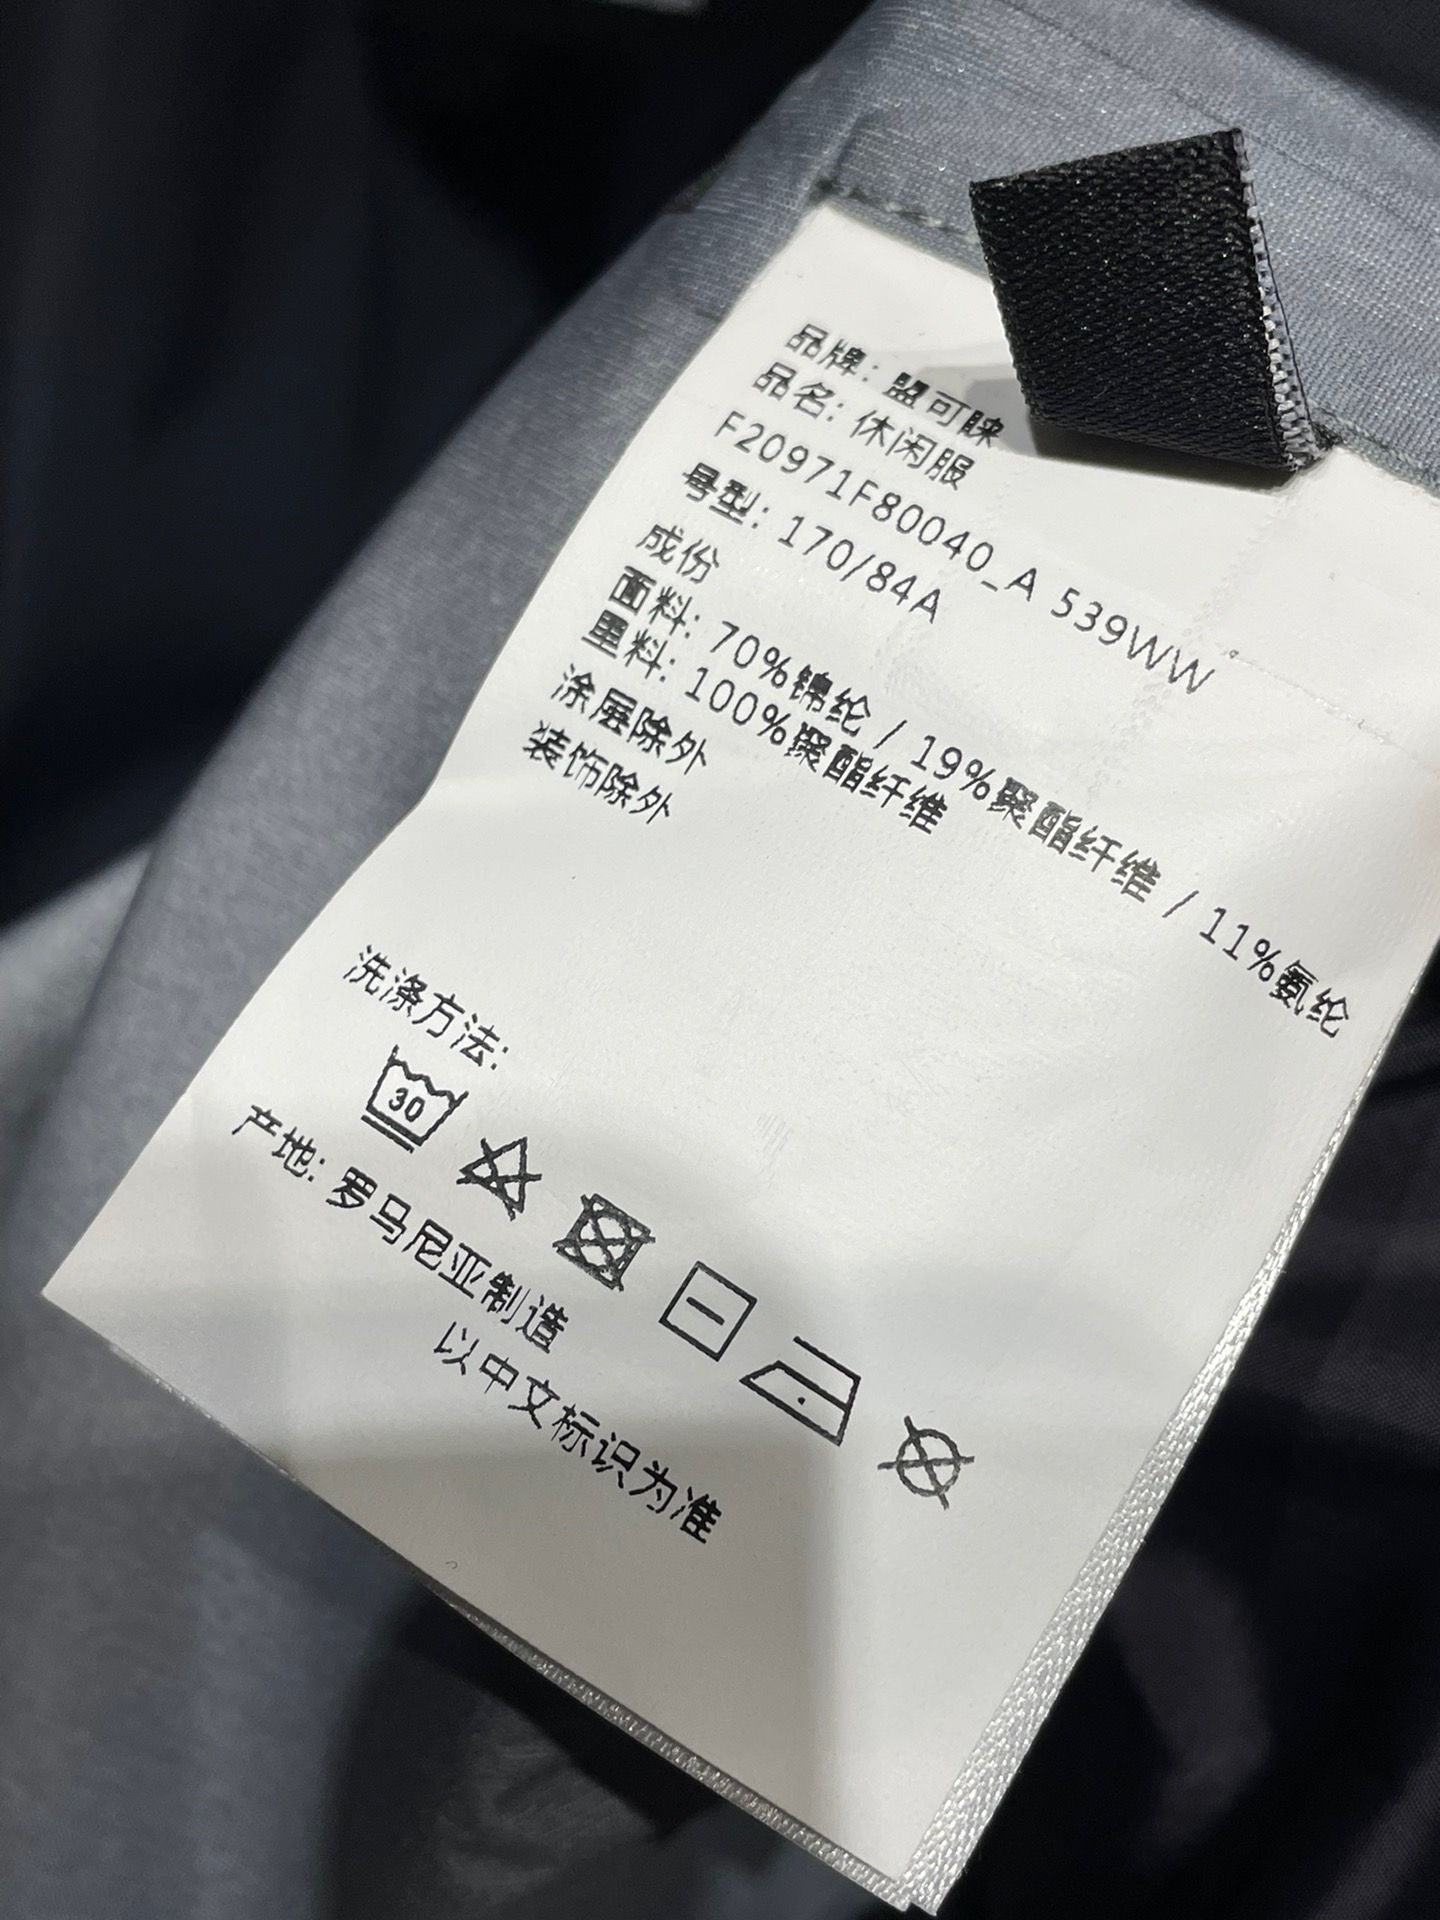 品牌: 盟可睐
品名: 休闲服
F20971F80040_A 539WW
号型: 170/84A
成份
面料: 70%锦纶 / 19%聚酯纤维 / 11%氨纶
里料: 100%聚酯纤维
涂层除外
装饰除外
洗涤方法:
30
产地: 罗马尼亚制造
以中文标识为准